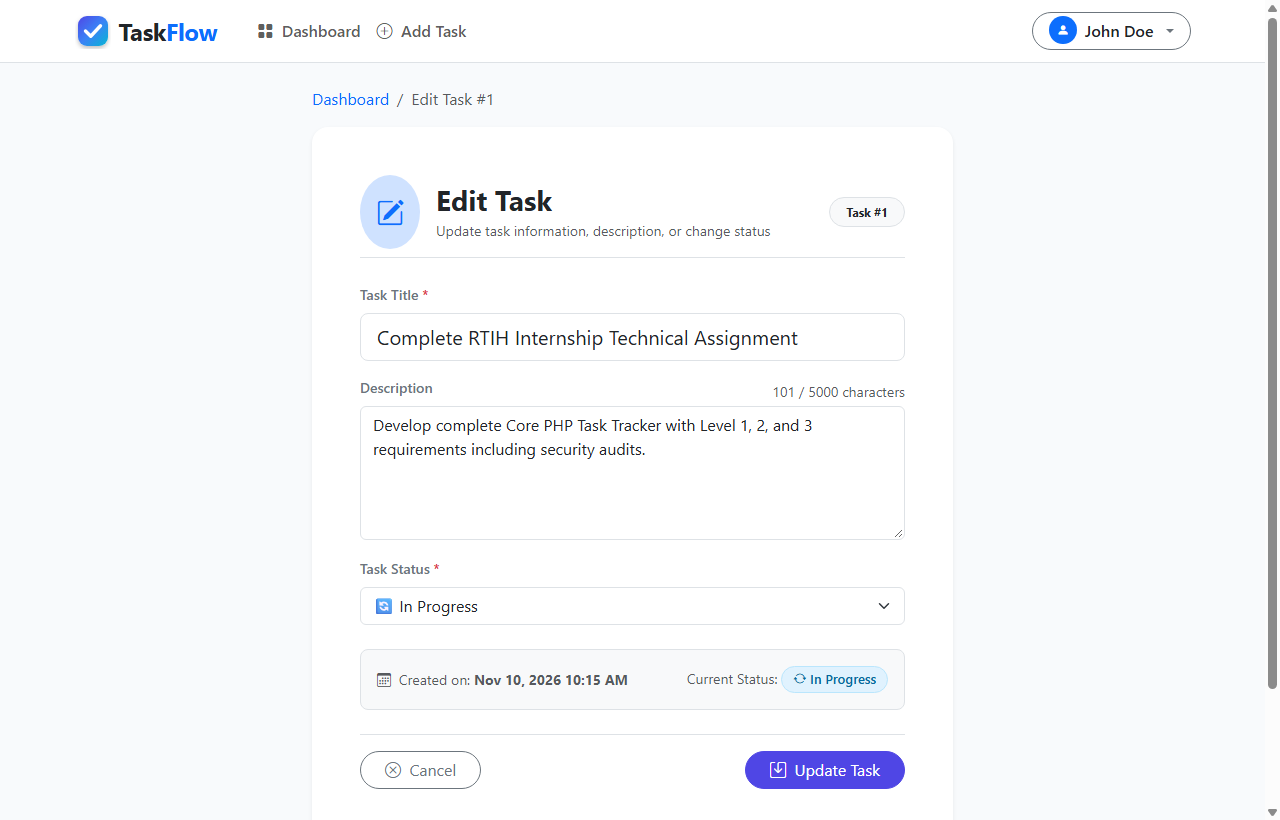 TaskFlow Dashboard Add Task John Doe
Dashboard / Edit Task #1
Edit Task
Update task information, description, or change status
Task #1
Task Title *
Complete RTIH Internship Technical Assignment
Description 101 / 5000 characters
Develop complete Core PHP Task Tracker with Level 1, 2, and 3
requirements including security audits.
Task Status *
In Progress
Created on: Nov 10, 2026 10:15 AM Current Status: In Progress
Cancel Update Task